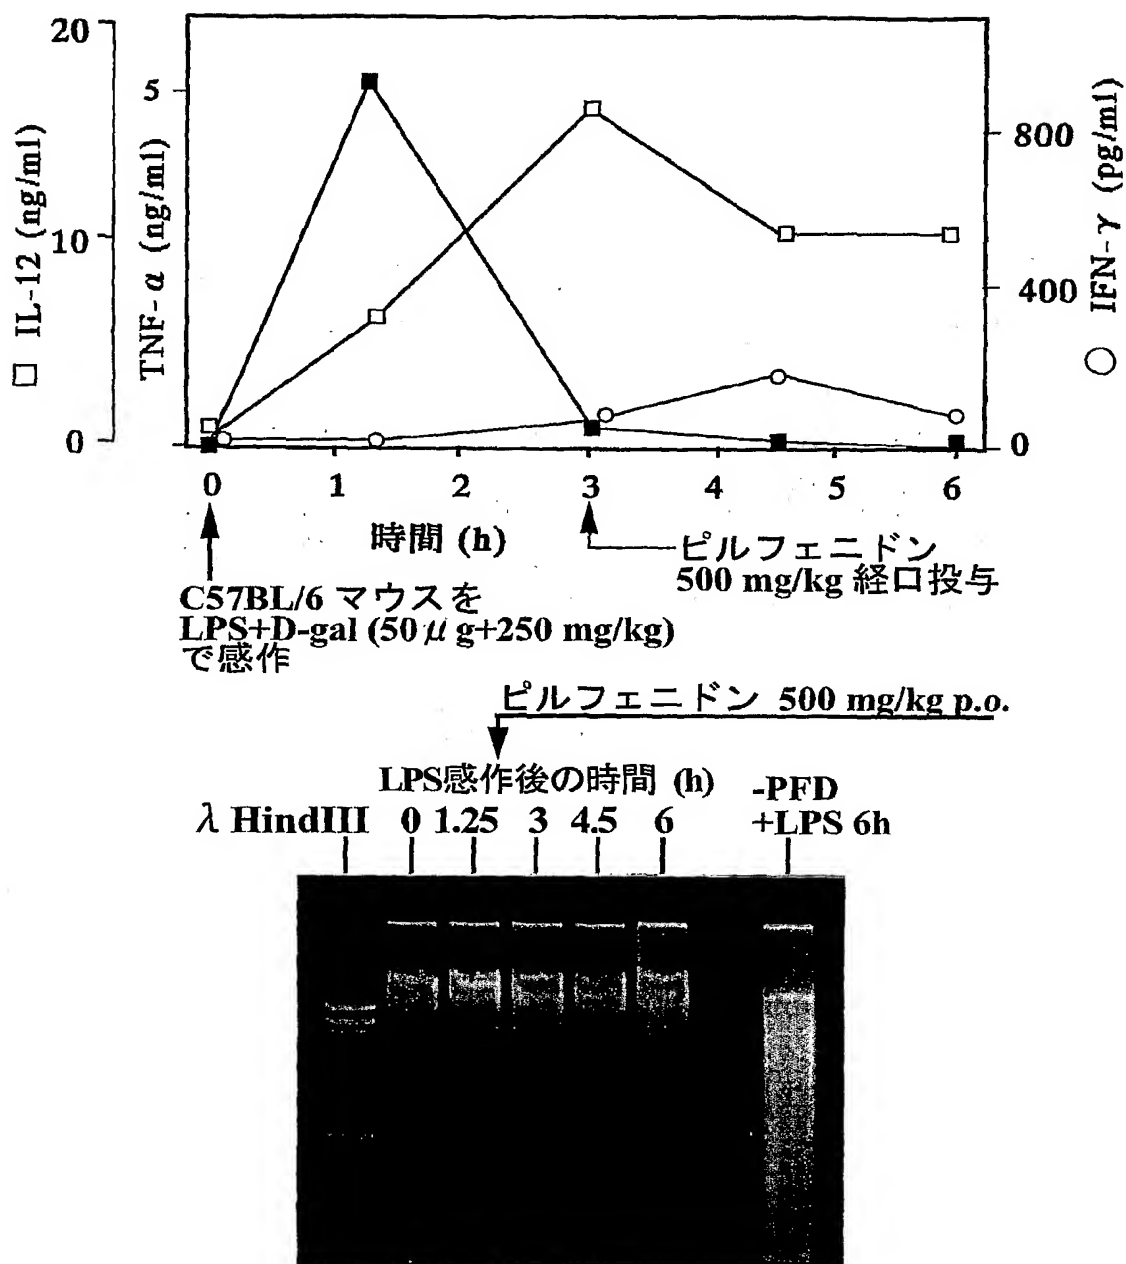 20
10
0
□ IL-12 (ng/ml)
5
TNF-α (ng/ml)
800
400
0
○ IFN-γ (pg/ml)
0 1 2 3 4 5 6
時間 (h)
ピルフェニドン
500 mg/kg 経口投与
C57BL/6 マウスを
LPS+D-gal (50μg+250 mg/kg)
で感作
ピルフェニドン 500 mg/kg p.o.
LPS感作後の時間 (h)
-PFD
λ HindIII 0 1.25 3 4.5 6 +LPS 6h